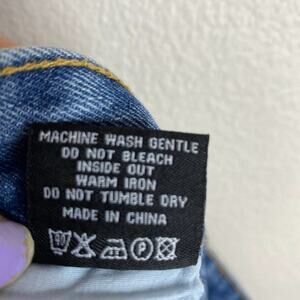 MACHINE WASH GENTLE
DO NOT BLEACH
INSIDE OUT
WARM IRON
DO NOT TUMBLE DRY
MADE IN CHINA